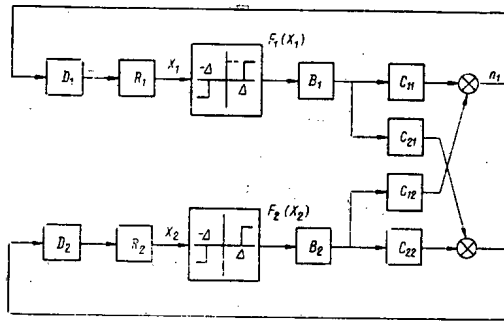 F₁(X₁)
D₁ R₁ X₁ -Δ Δ B₁ C₁₁ n₁
C₂₁
C₁₂
F₂(X₂)
D₂ R₂ X₂ -Δ Δ B₂ C₂₂